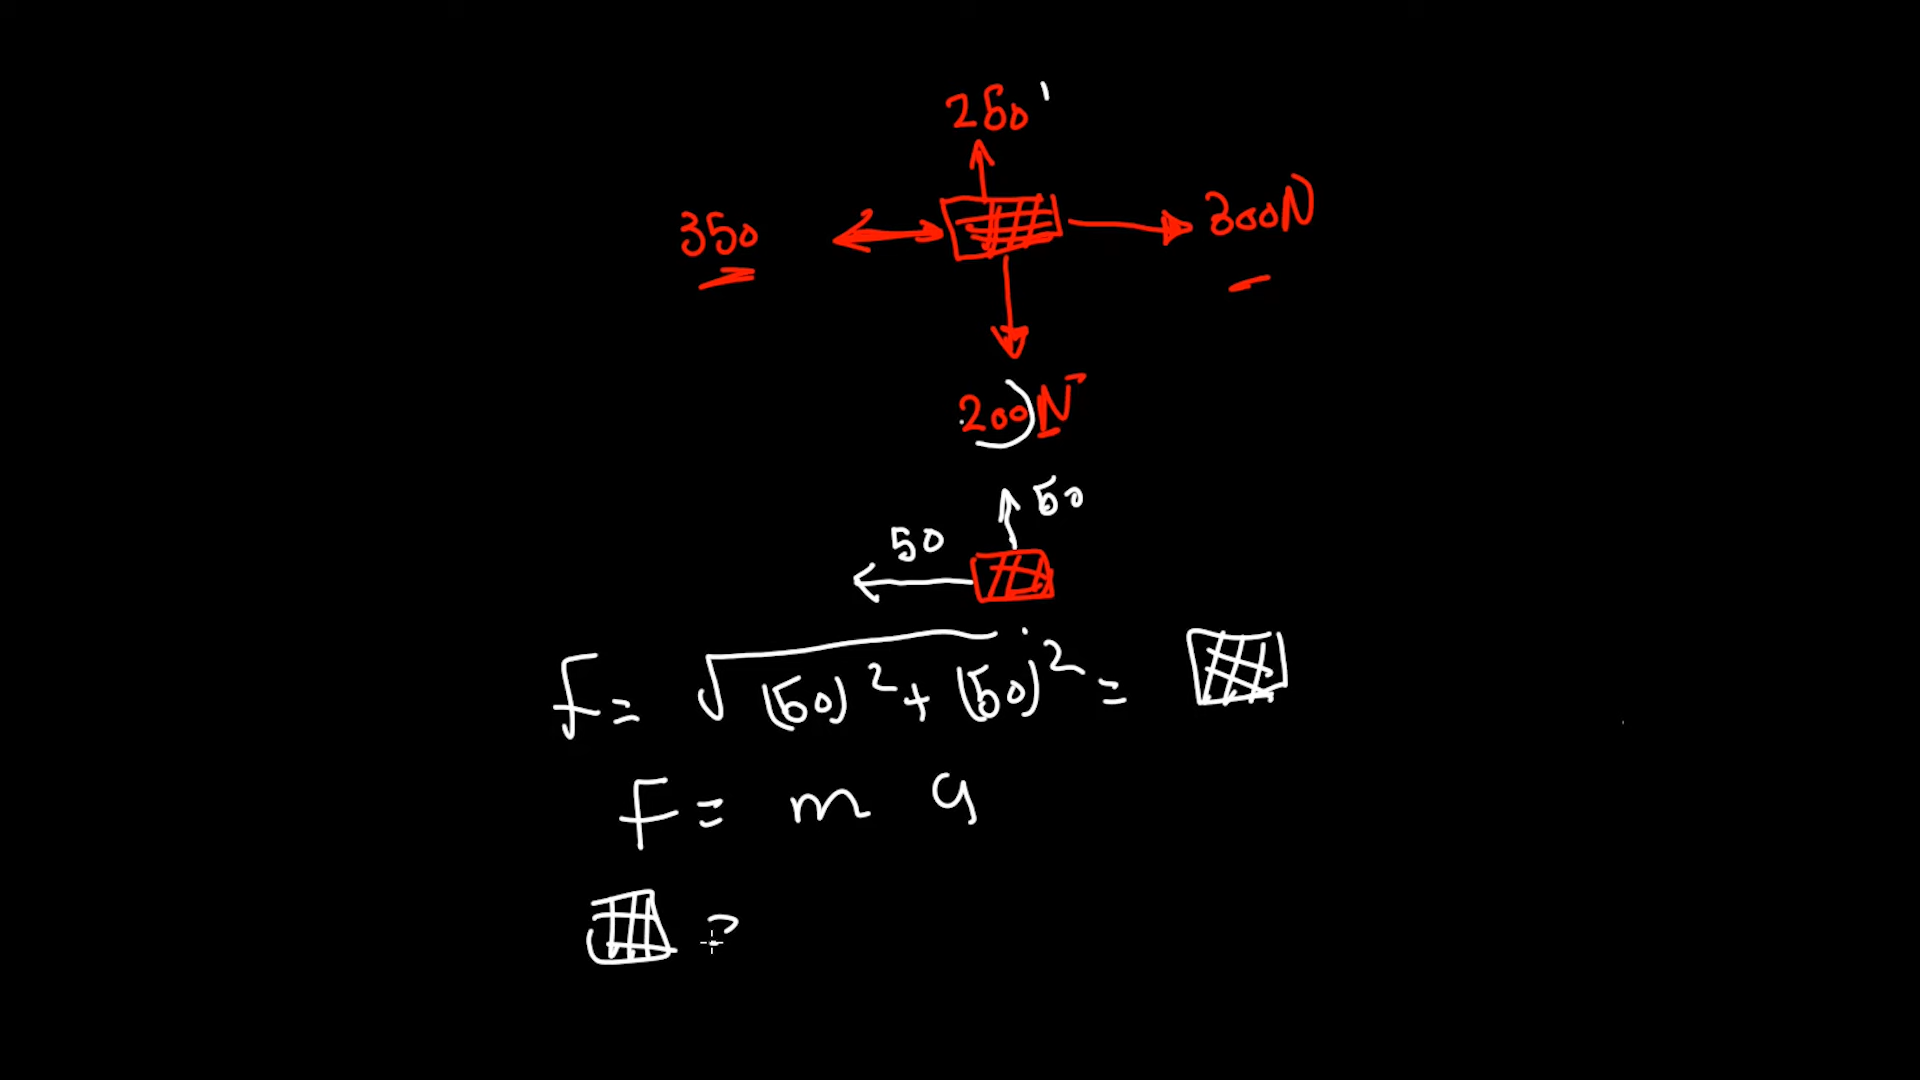 250
350
300N
200N
50
50
F = √(50)² + (50)² =
F = m a
=